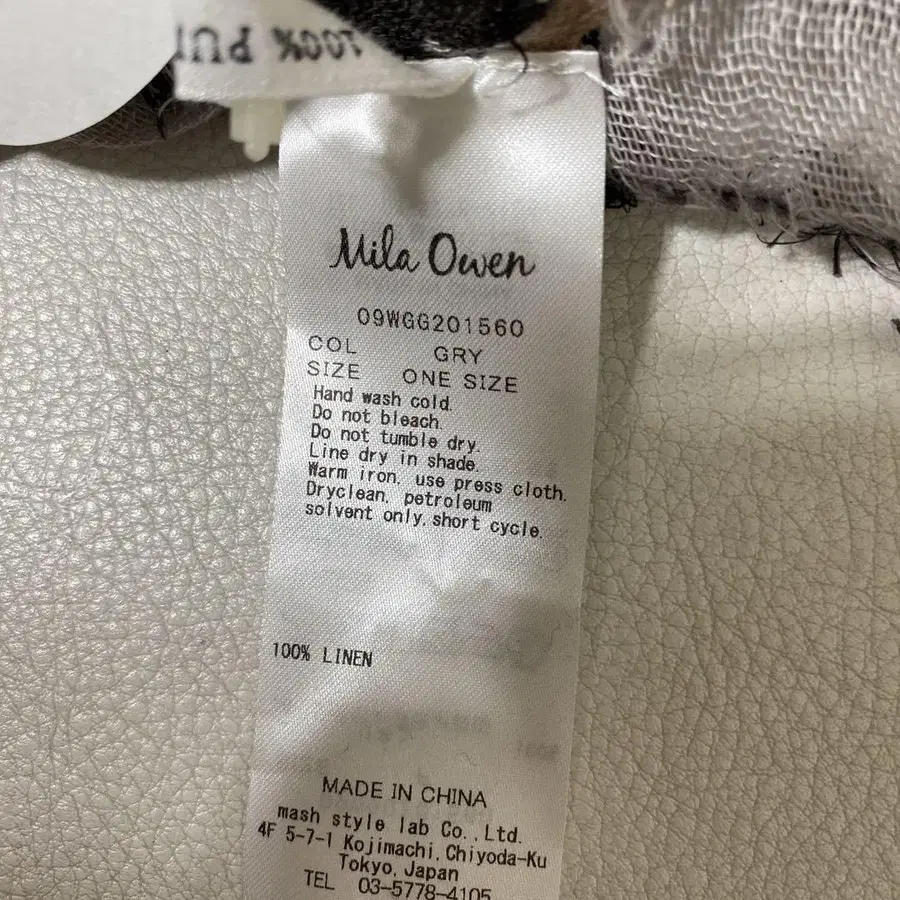 100% PU
Mila Owen
09WGG201560
COL GRY
SIZE ONE SIZE
Hand wash cold.
Do not bleach.
Do not tumble dry.
Line dry in shade.
Warm iron, use press cloth.
Dryclean, petroleum
solvent only, short cycle.
100% LINEN
MADE IN CHINA
mash style lab Co., Ltd.
4F 5-7-1 Kojimachi, Chiyoda-Ku
Tokyo, Japan
TEL 03-5778-4105